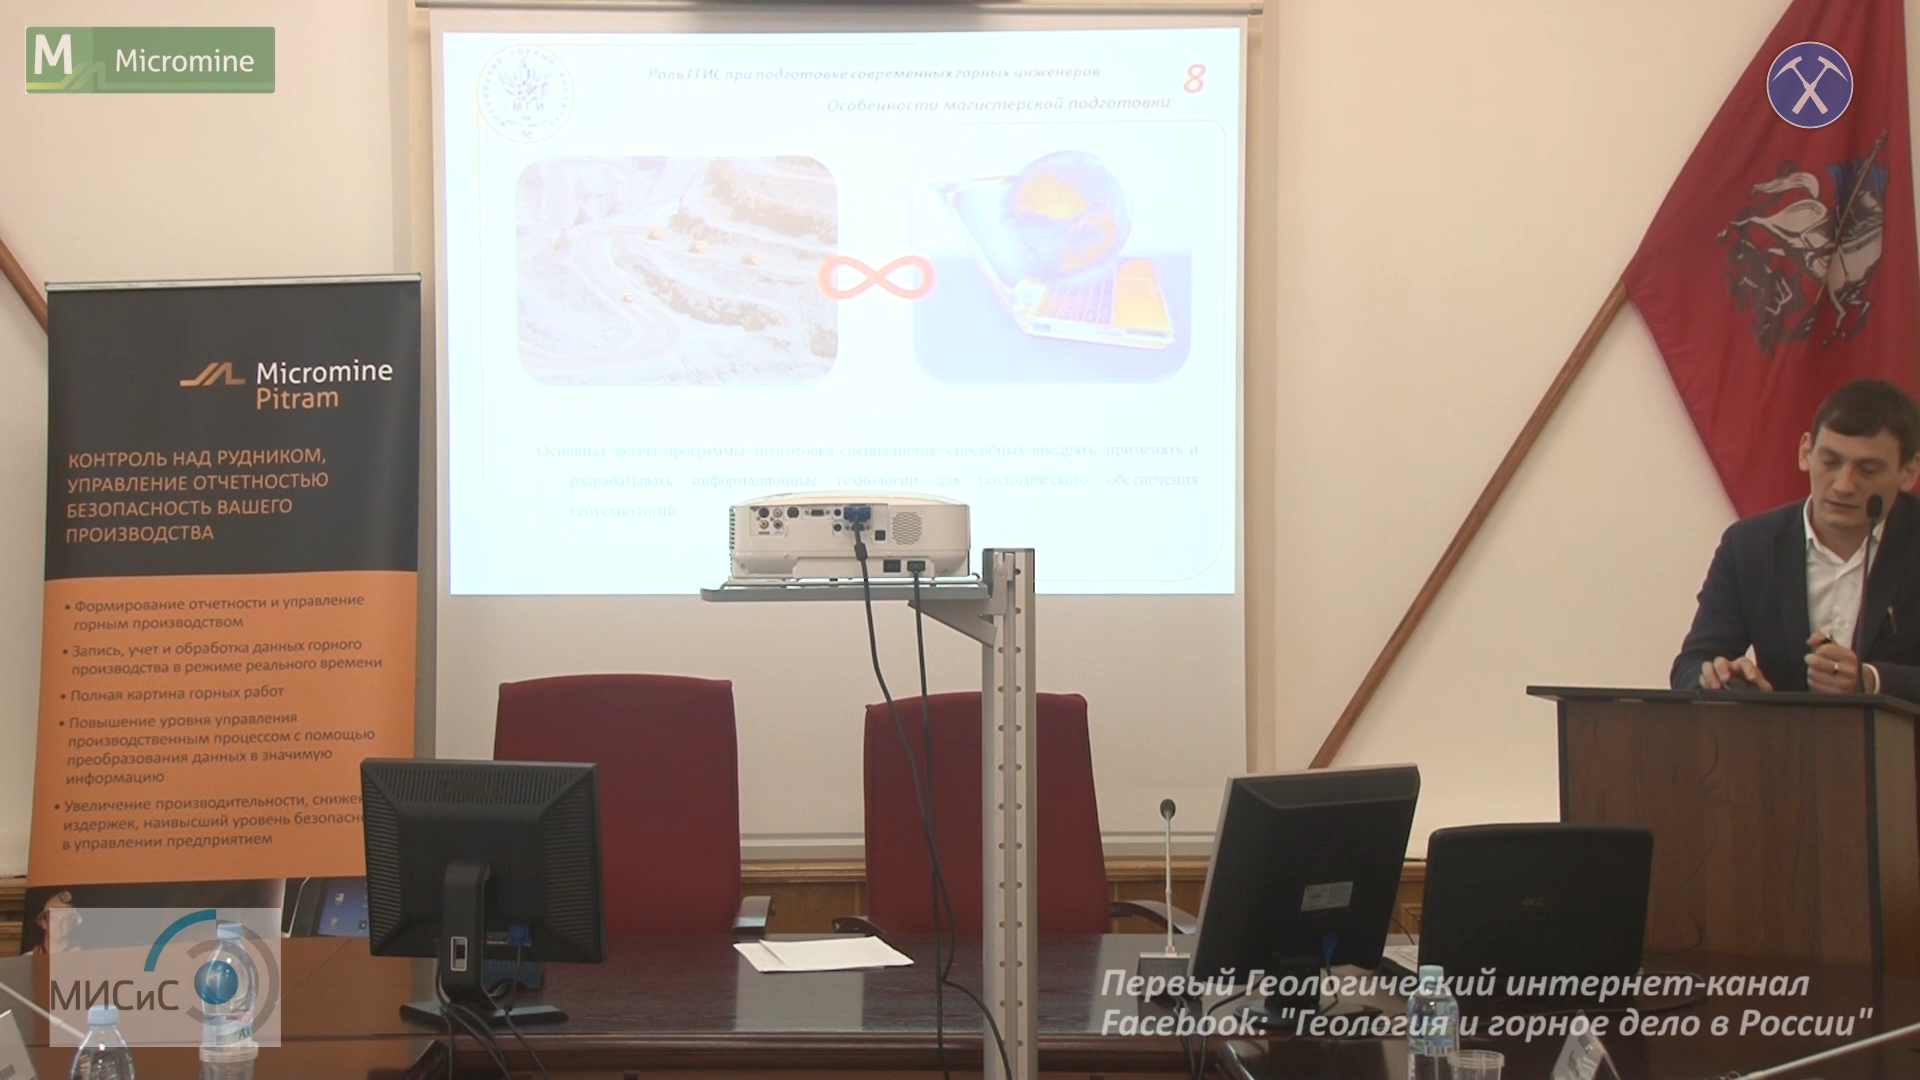 M Micromine
Роль ГГИС при подготовке современных горных инженеров
8
Особенности магистерской подготовки
МГИ
Основная задача программы: подготовка специалистов, способных внедрять, применять и
разрабатывать информационные технологии для геологического обеспечения
геотехнологий
Micromine
Pitram
КОНТРОЛЬ НАД РУДНИКОМ,
УПРАВЛЕНИЕ ОТЧЕТНОСТЬЮ
БЕЗОПАСНОСТЬ ВАШЕГО
ПРОИЗВОДСТВА
• Формирование отчетности и управление
горным производством
• Запись, учет и обработка данных горного
производства в режиме реального времени
• Полная картина горных работ
• Повышение уровня управления
производственным процессом с помощью
преобразования данных в значимую
информацию
• Увеличение производительности,
издержек, наивысший уровень
в управлении предприятием
МИСиС
Первый Геологический интернет-канал
Facebook: "Геология и горное дело в России"